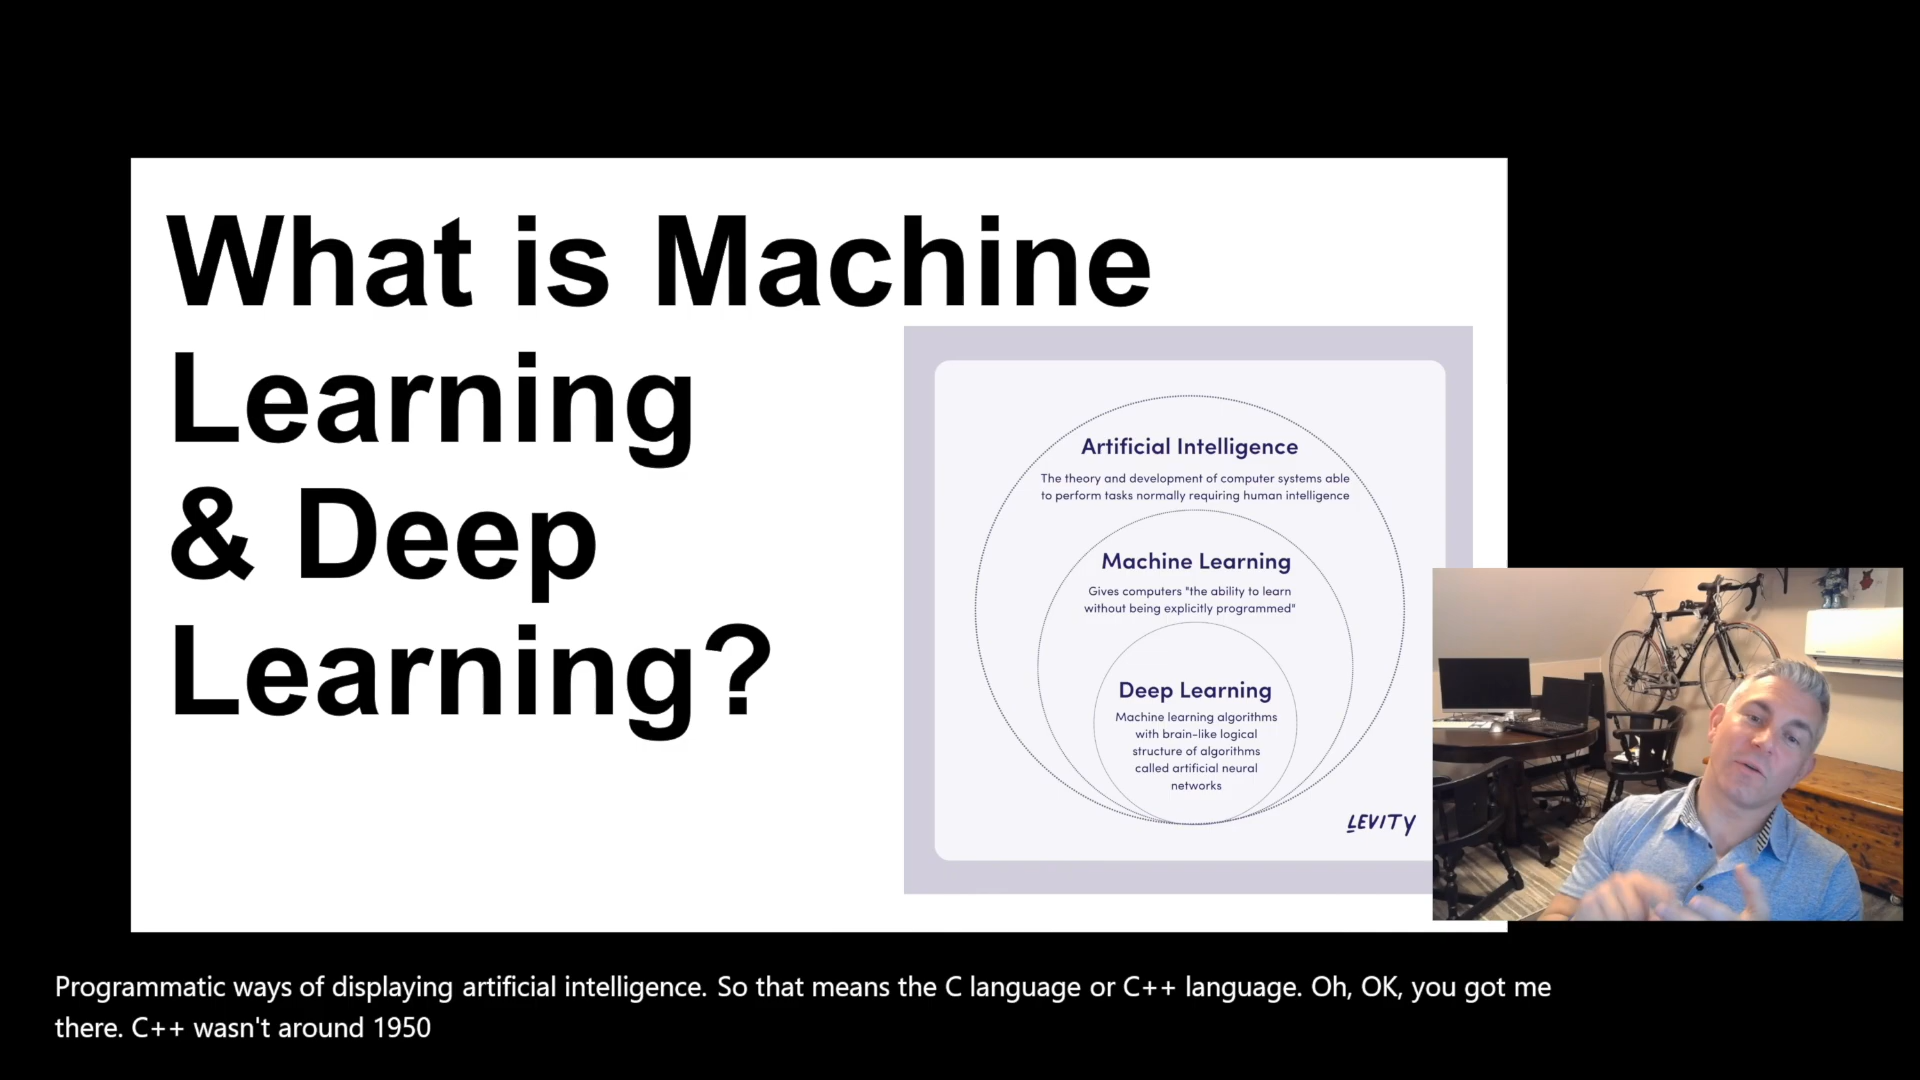 What is Machine
Learning
& Deep
Learning?
Artificial Intelligence
The theory and development of computer systems able
to perform tasks normally requiring human intelligence
Machine Learning
Gives computers "the ability to learn
without being explicitly programmed"
Deep Learning
Machine learning algorithms
with brain-like logical
structure of algorithms
called artificial neural
networks
LEVITY
Programmatic ways of displaying artificial intelligence. So that means the C language or C++ language. Oh, OK, you got me
there. C++ wasn't around 1950